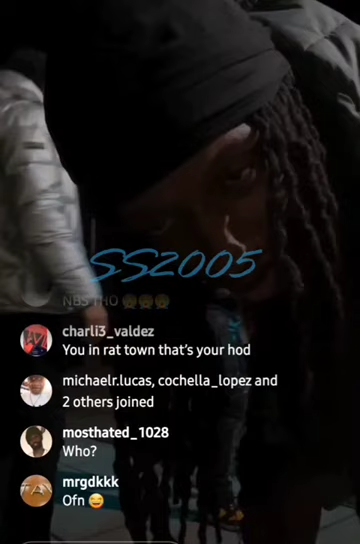 SS2005
NBS THO 🤦🤦🤦
charli3_valdez
You in rat town that's your hod
michaelr.lucas, cochella_lopez and
2 others joined
mosthated_1028
Who?
mrgdkkk
Ofn 😅